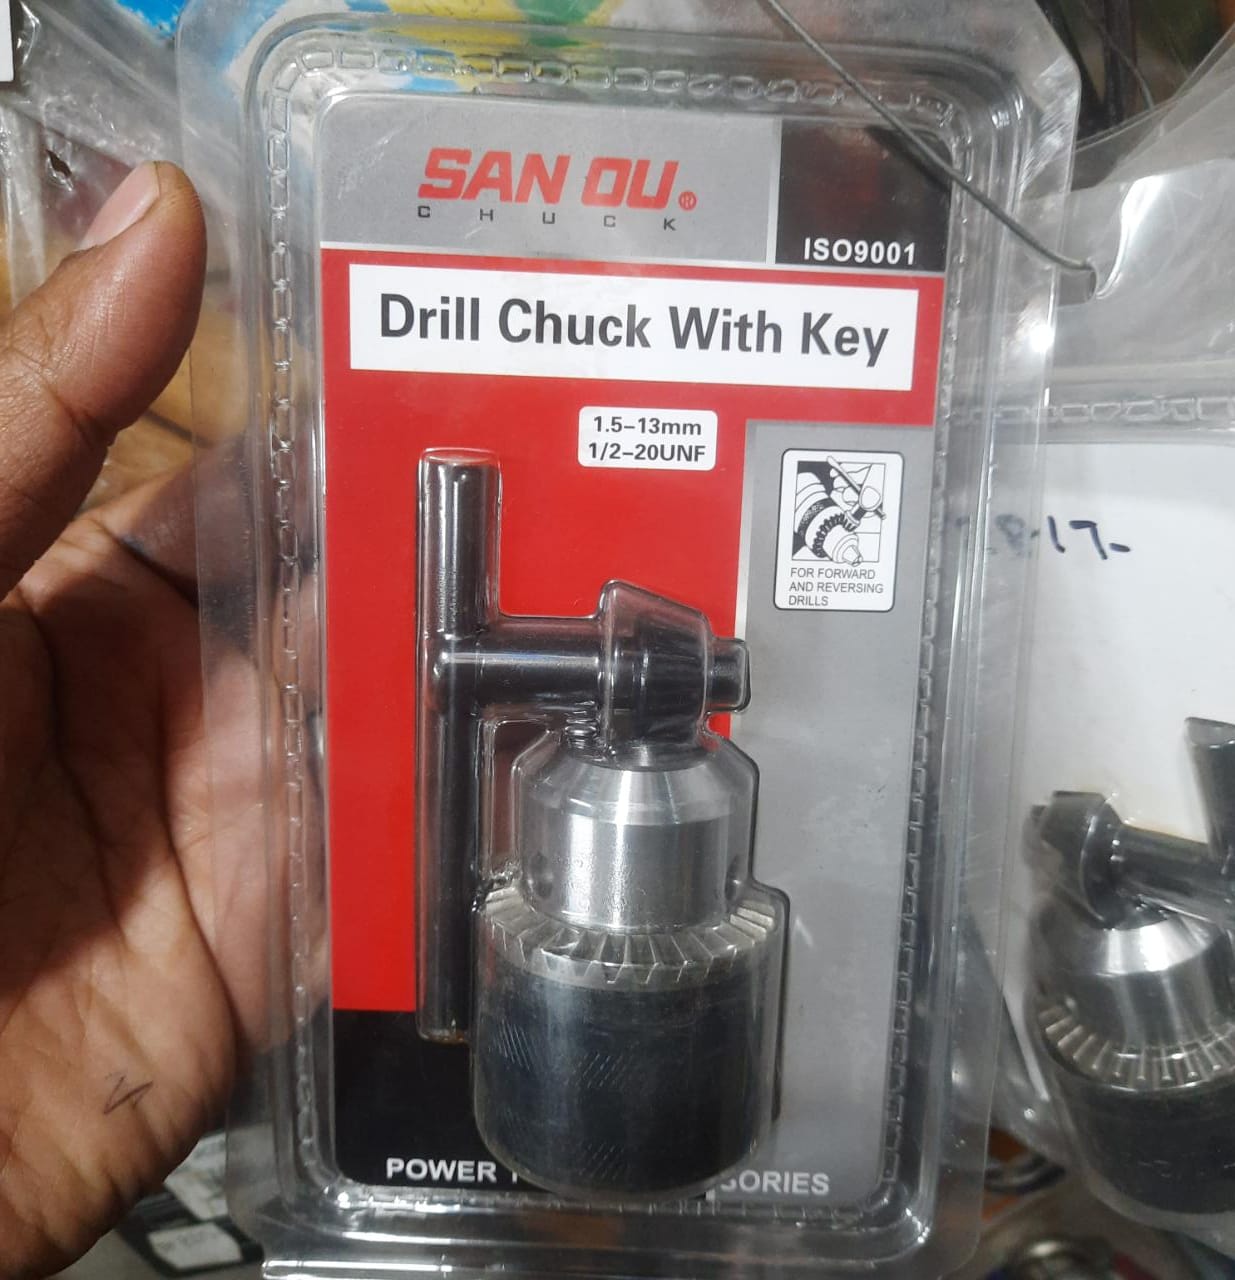 SAN OU®
CHUCK
ISO9001
Drill Chuck With Key
1.5-13mm
1/2-20UNF
FOR FORWARD
AND REVERSING
DRILLS
17-
POWER